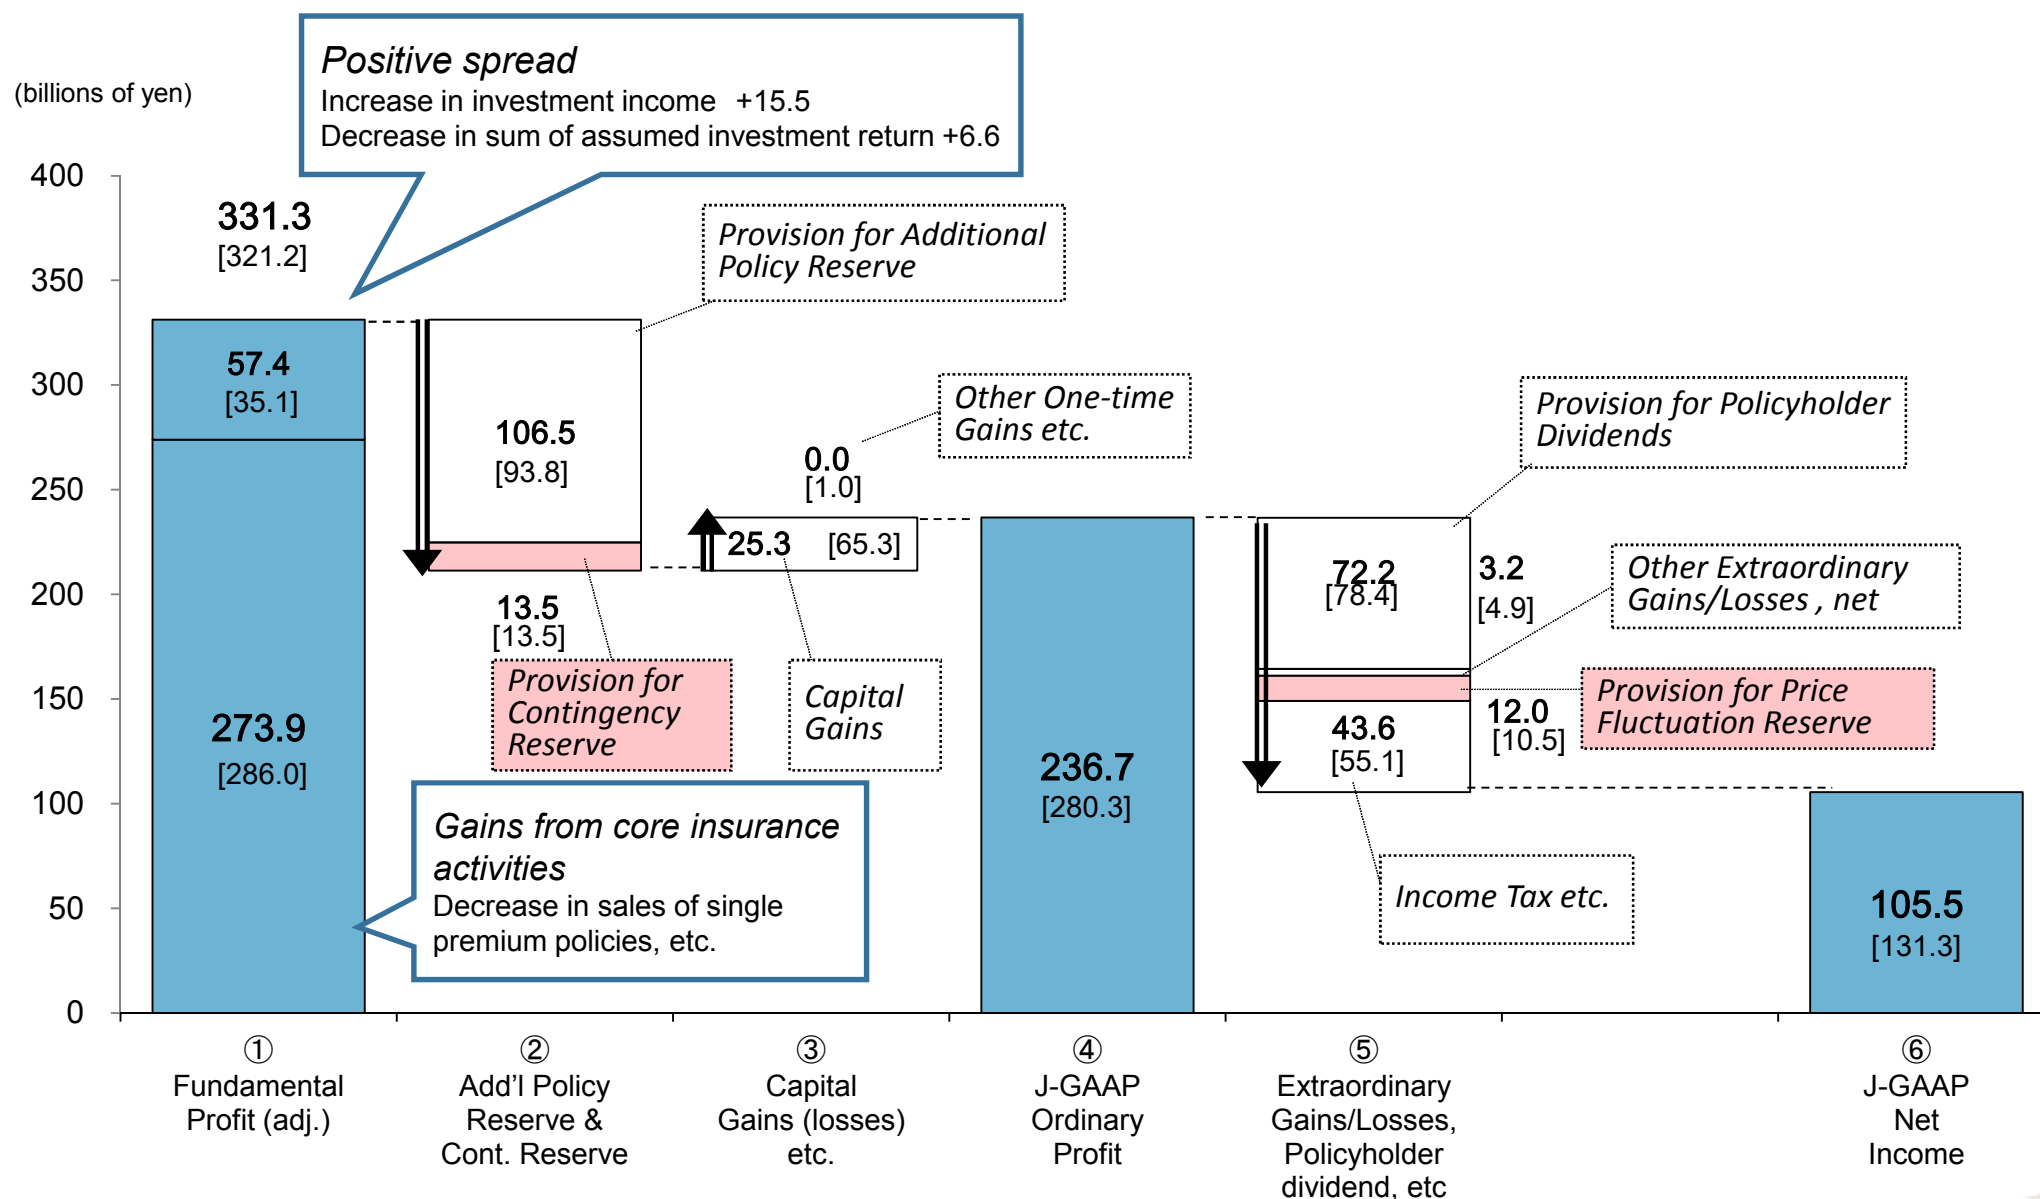 Positive spread
Increase in investment income +15.5
Decrease in sum of assumed investment return +6.6
(billions of yen)
400
350
300
250
200
150
100
50
0
331.3
[321.2]
57.4
[35.1]
273.9
[286.0]
Provision for Additional
Policy Reserve
106.5
[93.8]
13.5
[13.5]
Provision for
Contingency
Reserve
Gains from core insurance
activities
Decrease in sales of single
premium policies, etc.
Other One-time
Gains etc.
0.0
[1.0]
25.3 [65.3]
Capital
Gains
236.7
[280.3]
Provision for Policyholder
Dividends
72.2
[78.4]
3.2
[4.9]
Other Extraordinary
Gains/Losses , net
Provision for Price
Fluctuation Reserve
12.0
[10.5]
43.6
[55.1]
Income Tax etc.
105.5
[131.3]
①
Fundamental
Profit (adj.)
②
Add’l Policy
Reserve &
Cont. Reserve
③
Capital
Gains (losses)
etc.
④
J-GAAP
Ordinary
Profit
⑤
Extraordinary
Gains/Losses,
Policyholder
dividend, etc
⑥
J-GAAP
Net
Income